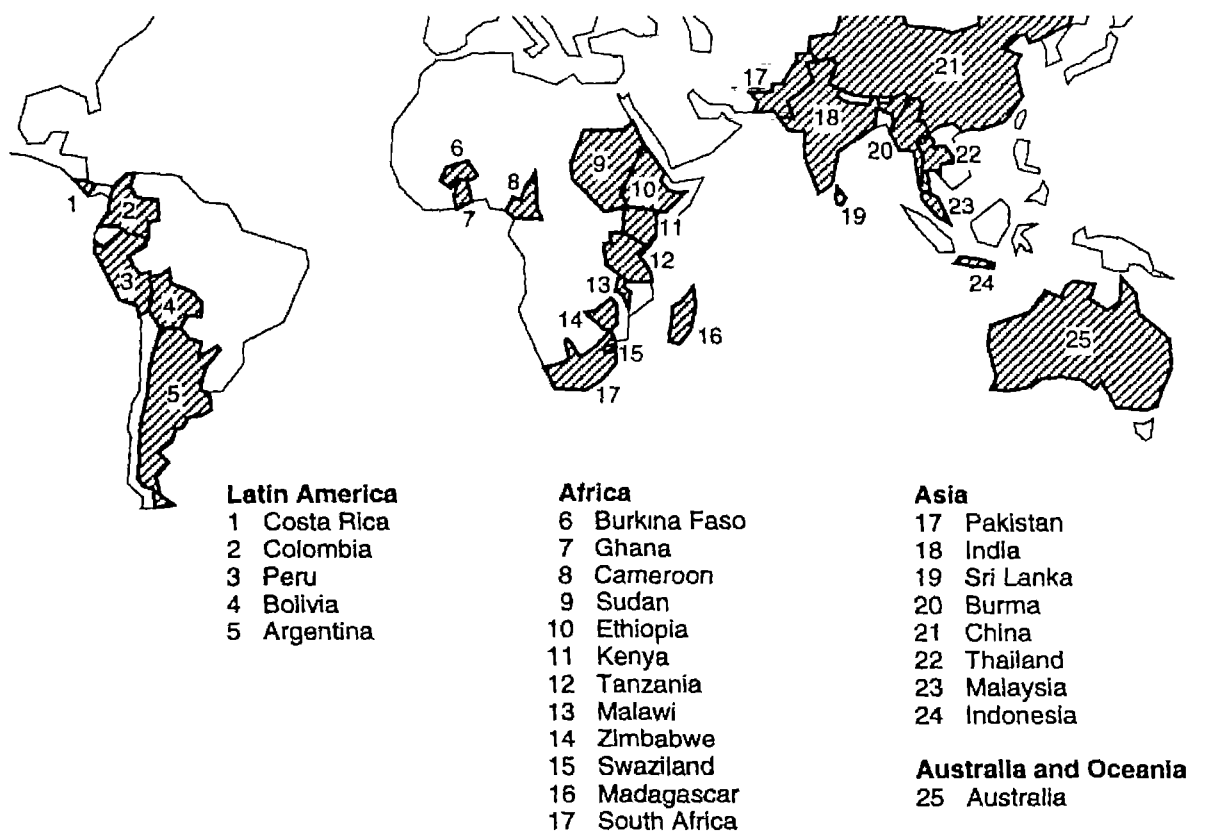 17
21
6
9
18
8
10
20
22
1
2
7
11
19
23
3
12
4
13
24
14
16
15
25
5
17
Latin America
1 Costa Rica
2 Colombia
3 Peru
4 Bolivia
5 Argentina
Africa
6 Burkina Faso
7 Ghana
8 Cameroon
9 Sudan
10 Ethiopia
11 Kenya
12 Tanzania
13 Malawi
14 Zimbabwe
15 Swaziland
16 Madagascar
17 South Africa
Asia
17 Pakistan
18 India
19 Sri Lanka
20 Burma
21 China
22 Thailand
23 Malaysia
24 Indonesia
Australia and Oceania
25 Australia